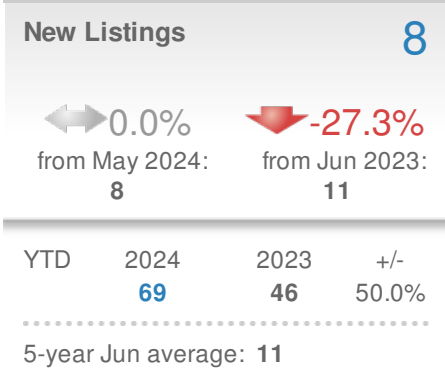 New Listings 8
0.0% -27.3%
from May 2024: from Jun 2023:
8 11
YTD 2024 2023 +/-
69 46 50.0%
5-year Jun average: 11